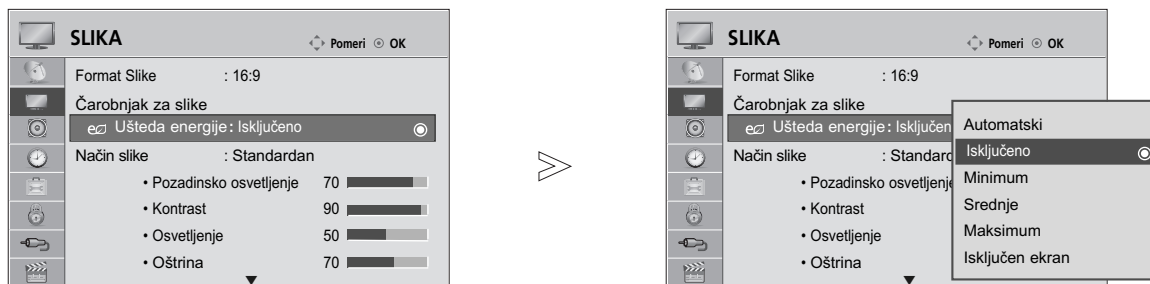 SLIKA Pomeri OK
Format Slike : 16:9
Čarobnjak za slike
Ušteda energije: Isključeno
Način slike : Standardan
• Pozadinsko osvetljenje 70
• Kontrast 90
• Osvetljenje 50
• Oštrina 70
SLIKA Pomeri OK
Format Slike : 16:9
Čarobnjak za slike
Ušteda energije: Isključen
Način slike : Standard
• Pozadinsko osvetljenje
• Kontrast
• Osvetljenje
• Oštrina
Automatski
Isključeno
Minimum
Srednje
Maksimum
Isključen ekran